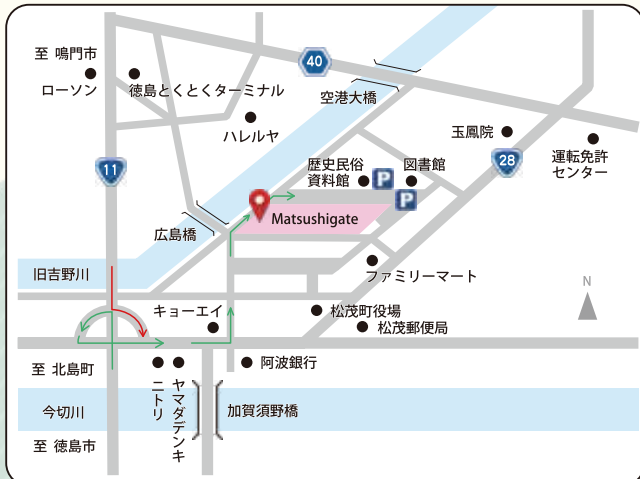 至 鳴門市
ローソン
徳島とくとくターミナル
40
空港大橋
ハレルヤ
玉鳳院
運転免許
センター
11
28
歴史民俗
資料館
P
図書館
P
Matsushigate
広島橋
旧吉野川
ファミリーマート
N
キョーエイ
松茂町役場
松茂郵便局
至 北島町
ニトリ
ヤマダデンキ
阿波銀行
今切川
加賀須野橋
至 徳島市